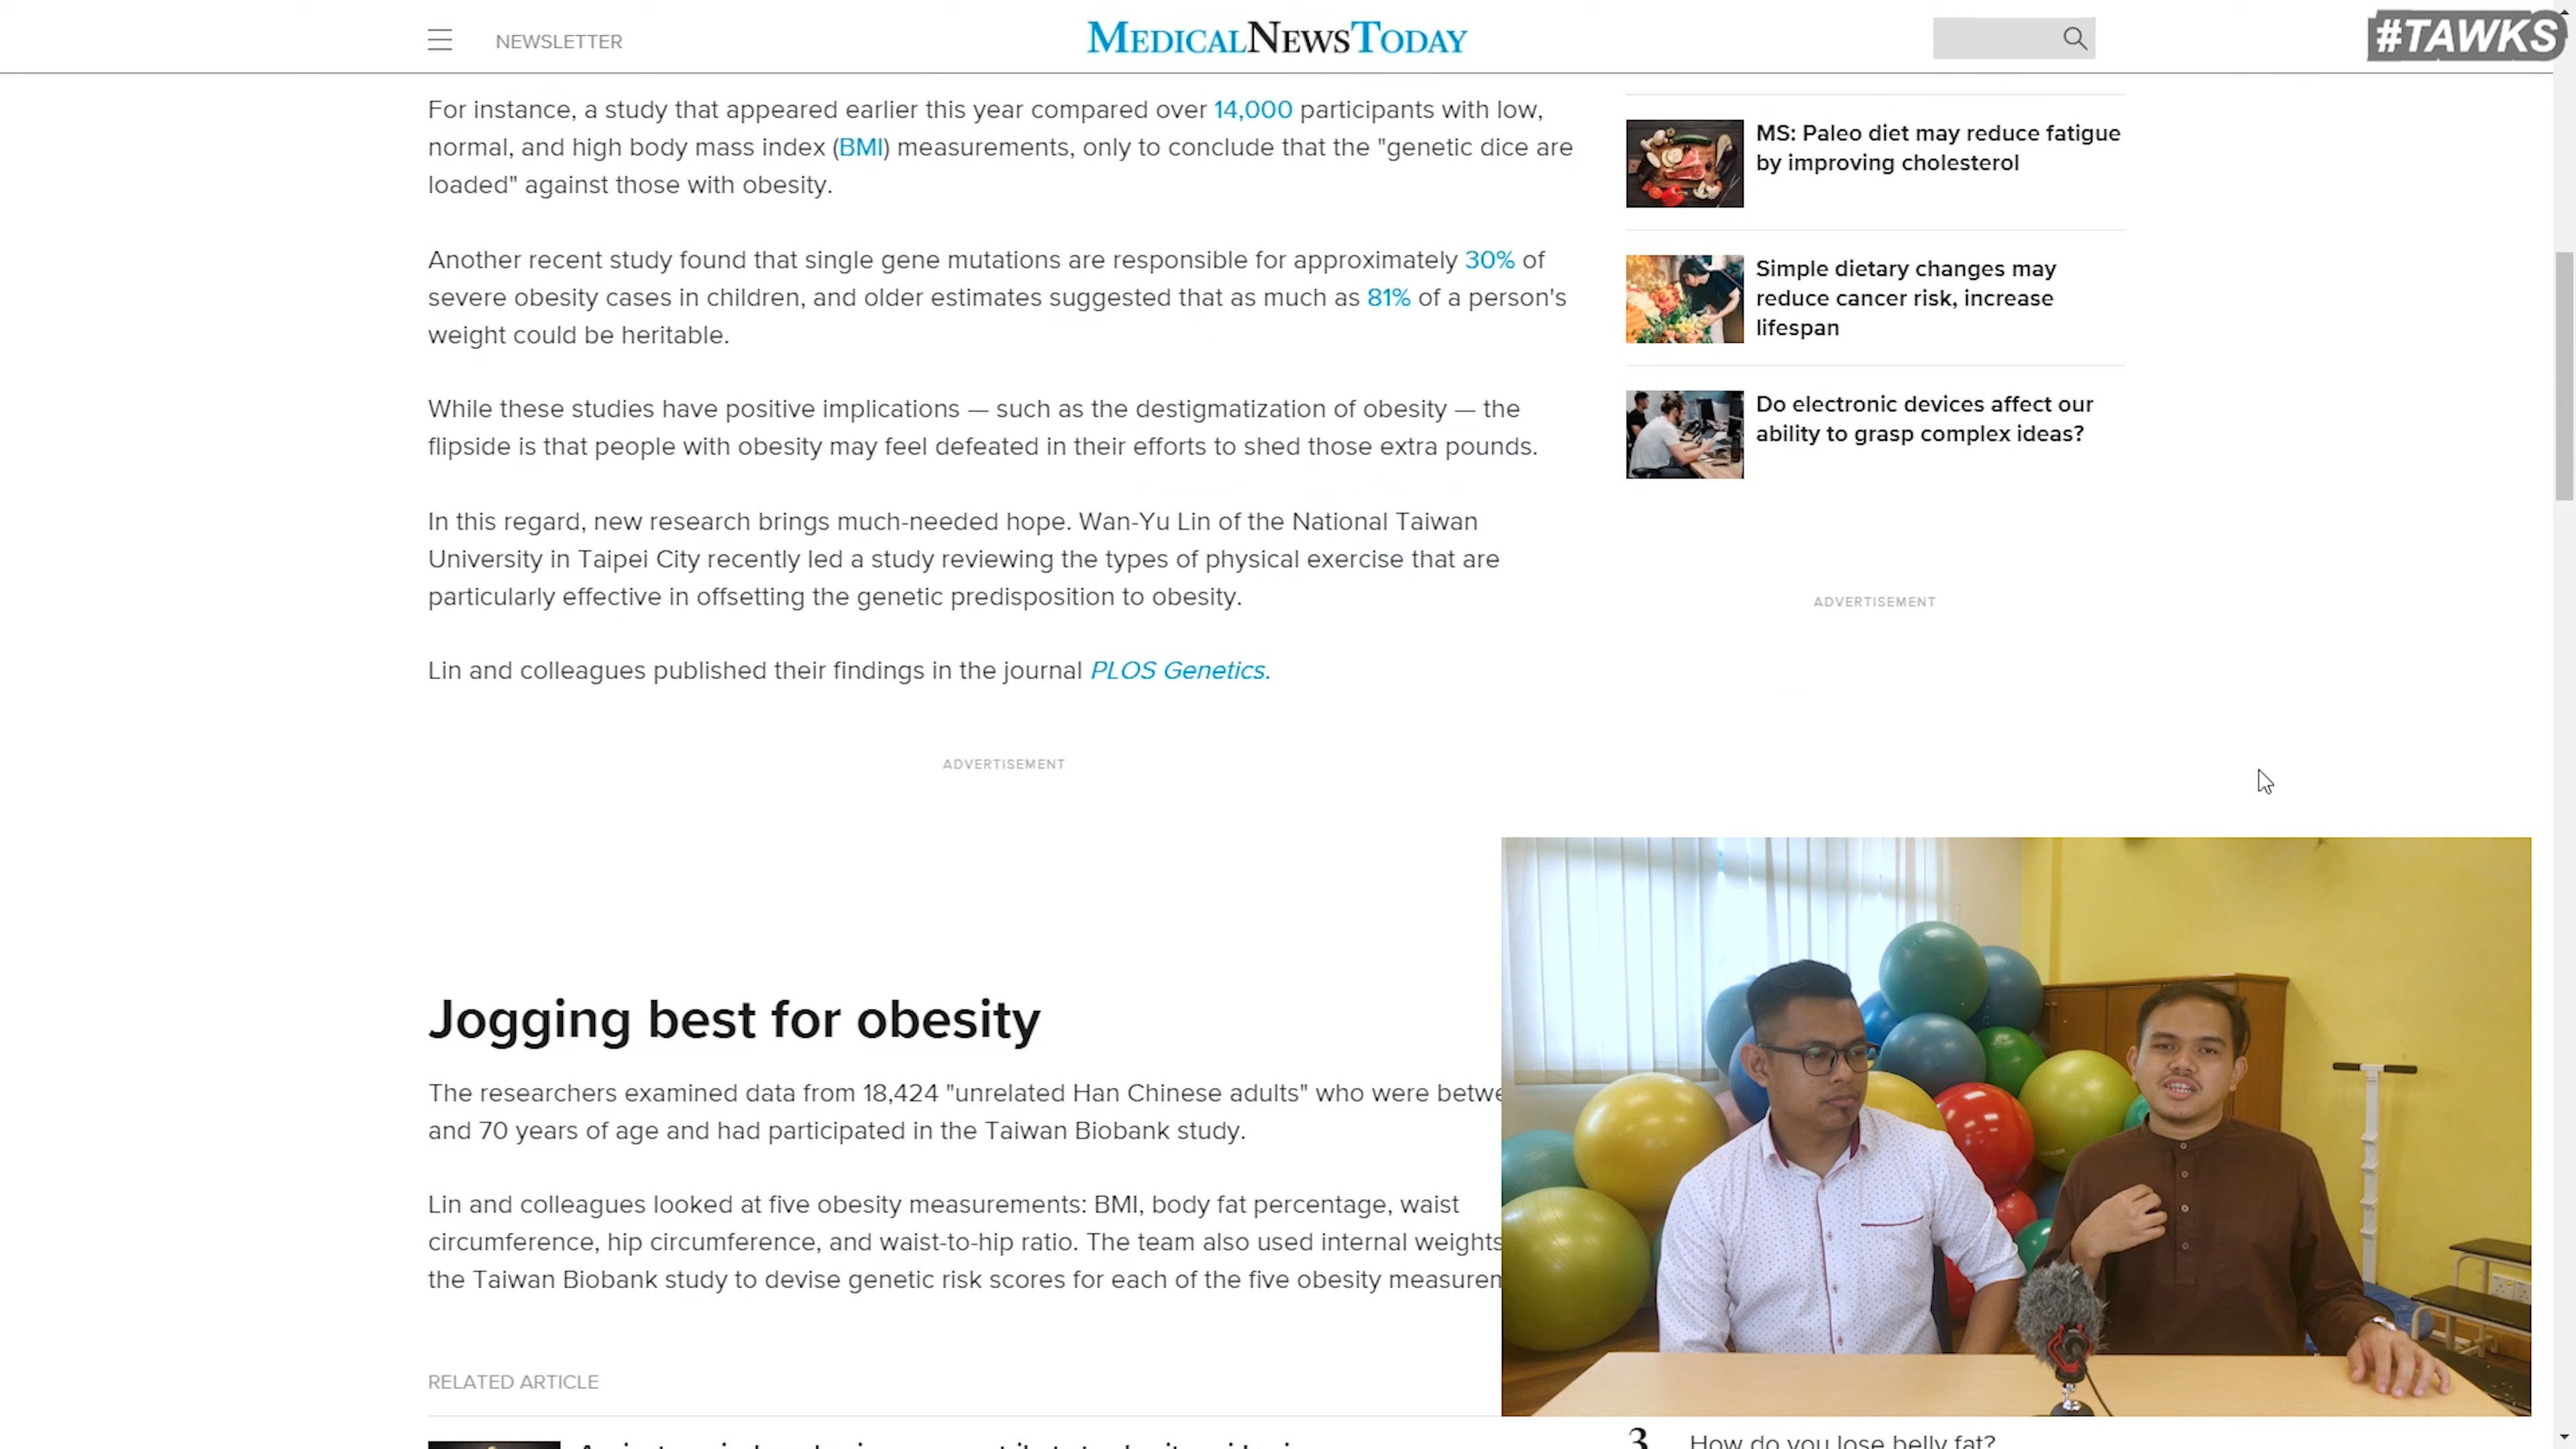 NEWSLETTER
MEDICALNEWSTODAY
#TAWKS
For instance, a study that appeared earlier this year compared over 14,000 participants with low,
normal, and high body mass index (BMI) measurements, only to conclude that the "genetic dice are
loaded" against those with obesity.
Another recent study found that single gene mutations are responsible for approximately 30% of
severe obesity cases in children, and older estimates suggested that as much as 81% of a person's
weight could be heritable.
While these studies have positive implications — such as the destigmatization of obesity — the
flipside is that people with obesity may feel defeated in their efforts to shed those extra pounds.
In this regard, new research brings much-needed hope. Wan-Yu Lin of the National Taiwan
University in Taipei City recently led a study reviewing the types of physical exercise that are
particularly effective in offsetting the genetic predisposition to obesity.
Lin and colleagues published their findings in the journal PLOS Genetics.
ADVERTISEMENT
Jogging best for obesity
The researchers examined data from 18,424 "unrelated Han Chinese adults" who were betwe
and 70 years of age and had participated in the Taiwan Biobank study.
Lin and colleagues looked at five obesity measurements: BMI, body fat percentage, waist
circumference, hip circumference, and waist-to-hip ratio. The team also used internal weights
the Taiwan Biobank study to devise genetic risk scores for each of the five obesity measurem
RELATED ARTICLE
MS: Paleo diet may reduce fatigue
by improving cholesterol
Simple dietary changes may
reduce cancer risk, increase
lifespan
Do electronic devices affect our
ability to grasp complex ideas?
ADVERTISEMENT
3 How do you lose belly fat?